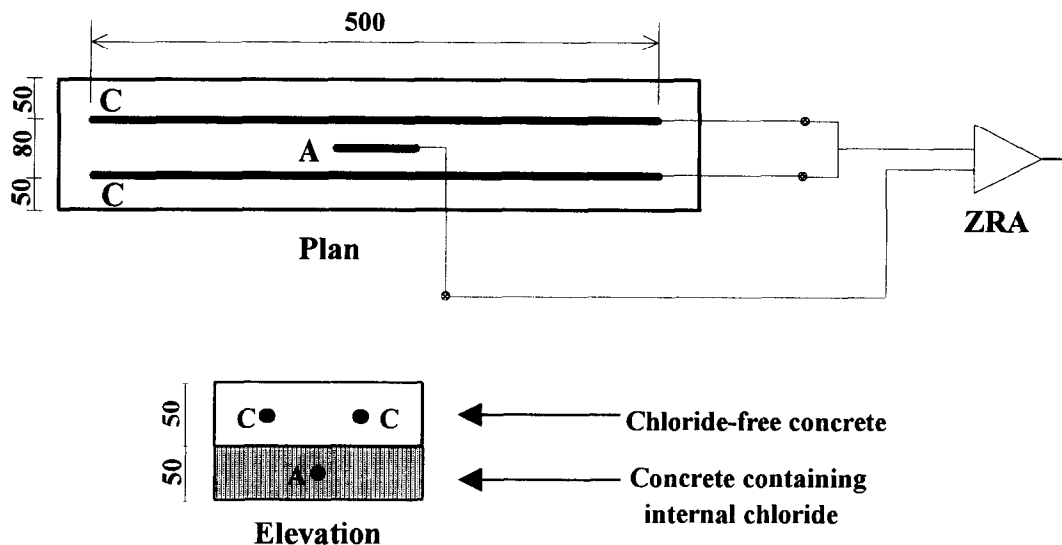 500
50
80
50
C
A
C
ZRA
Plan
50
50
C C
A
Chloride-free concrete
Concrete containing
internal chloride
Elevation